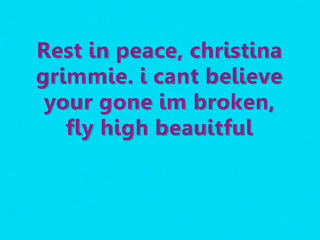 Rest in peace, christina
grimmie. i cant believe
your gone im broken,
fly high beauitful